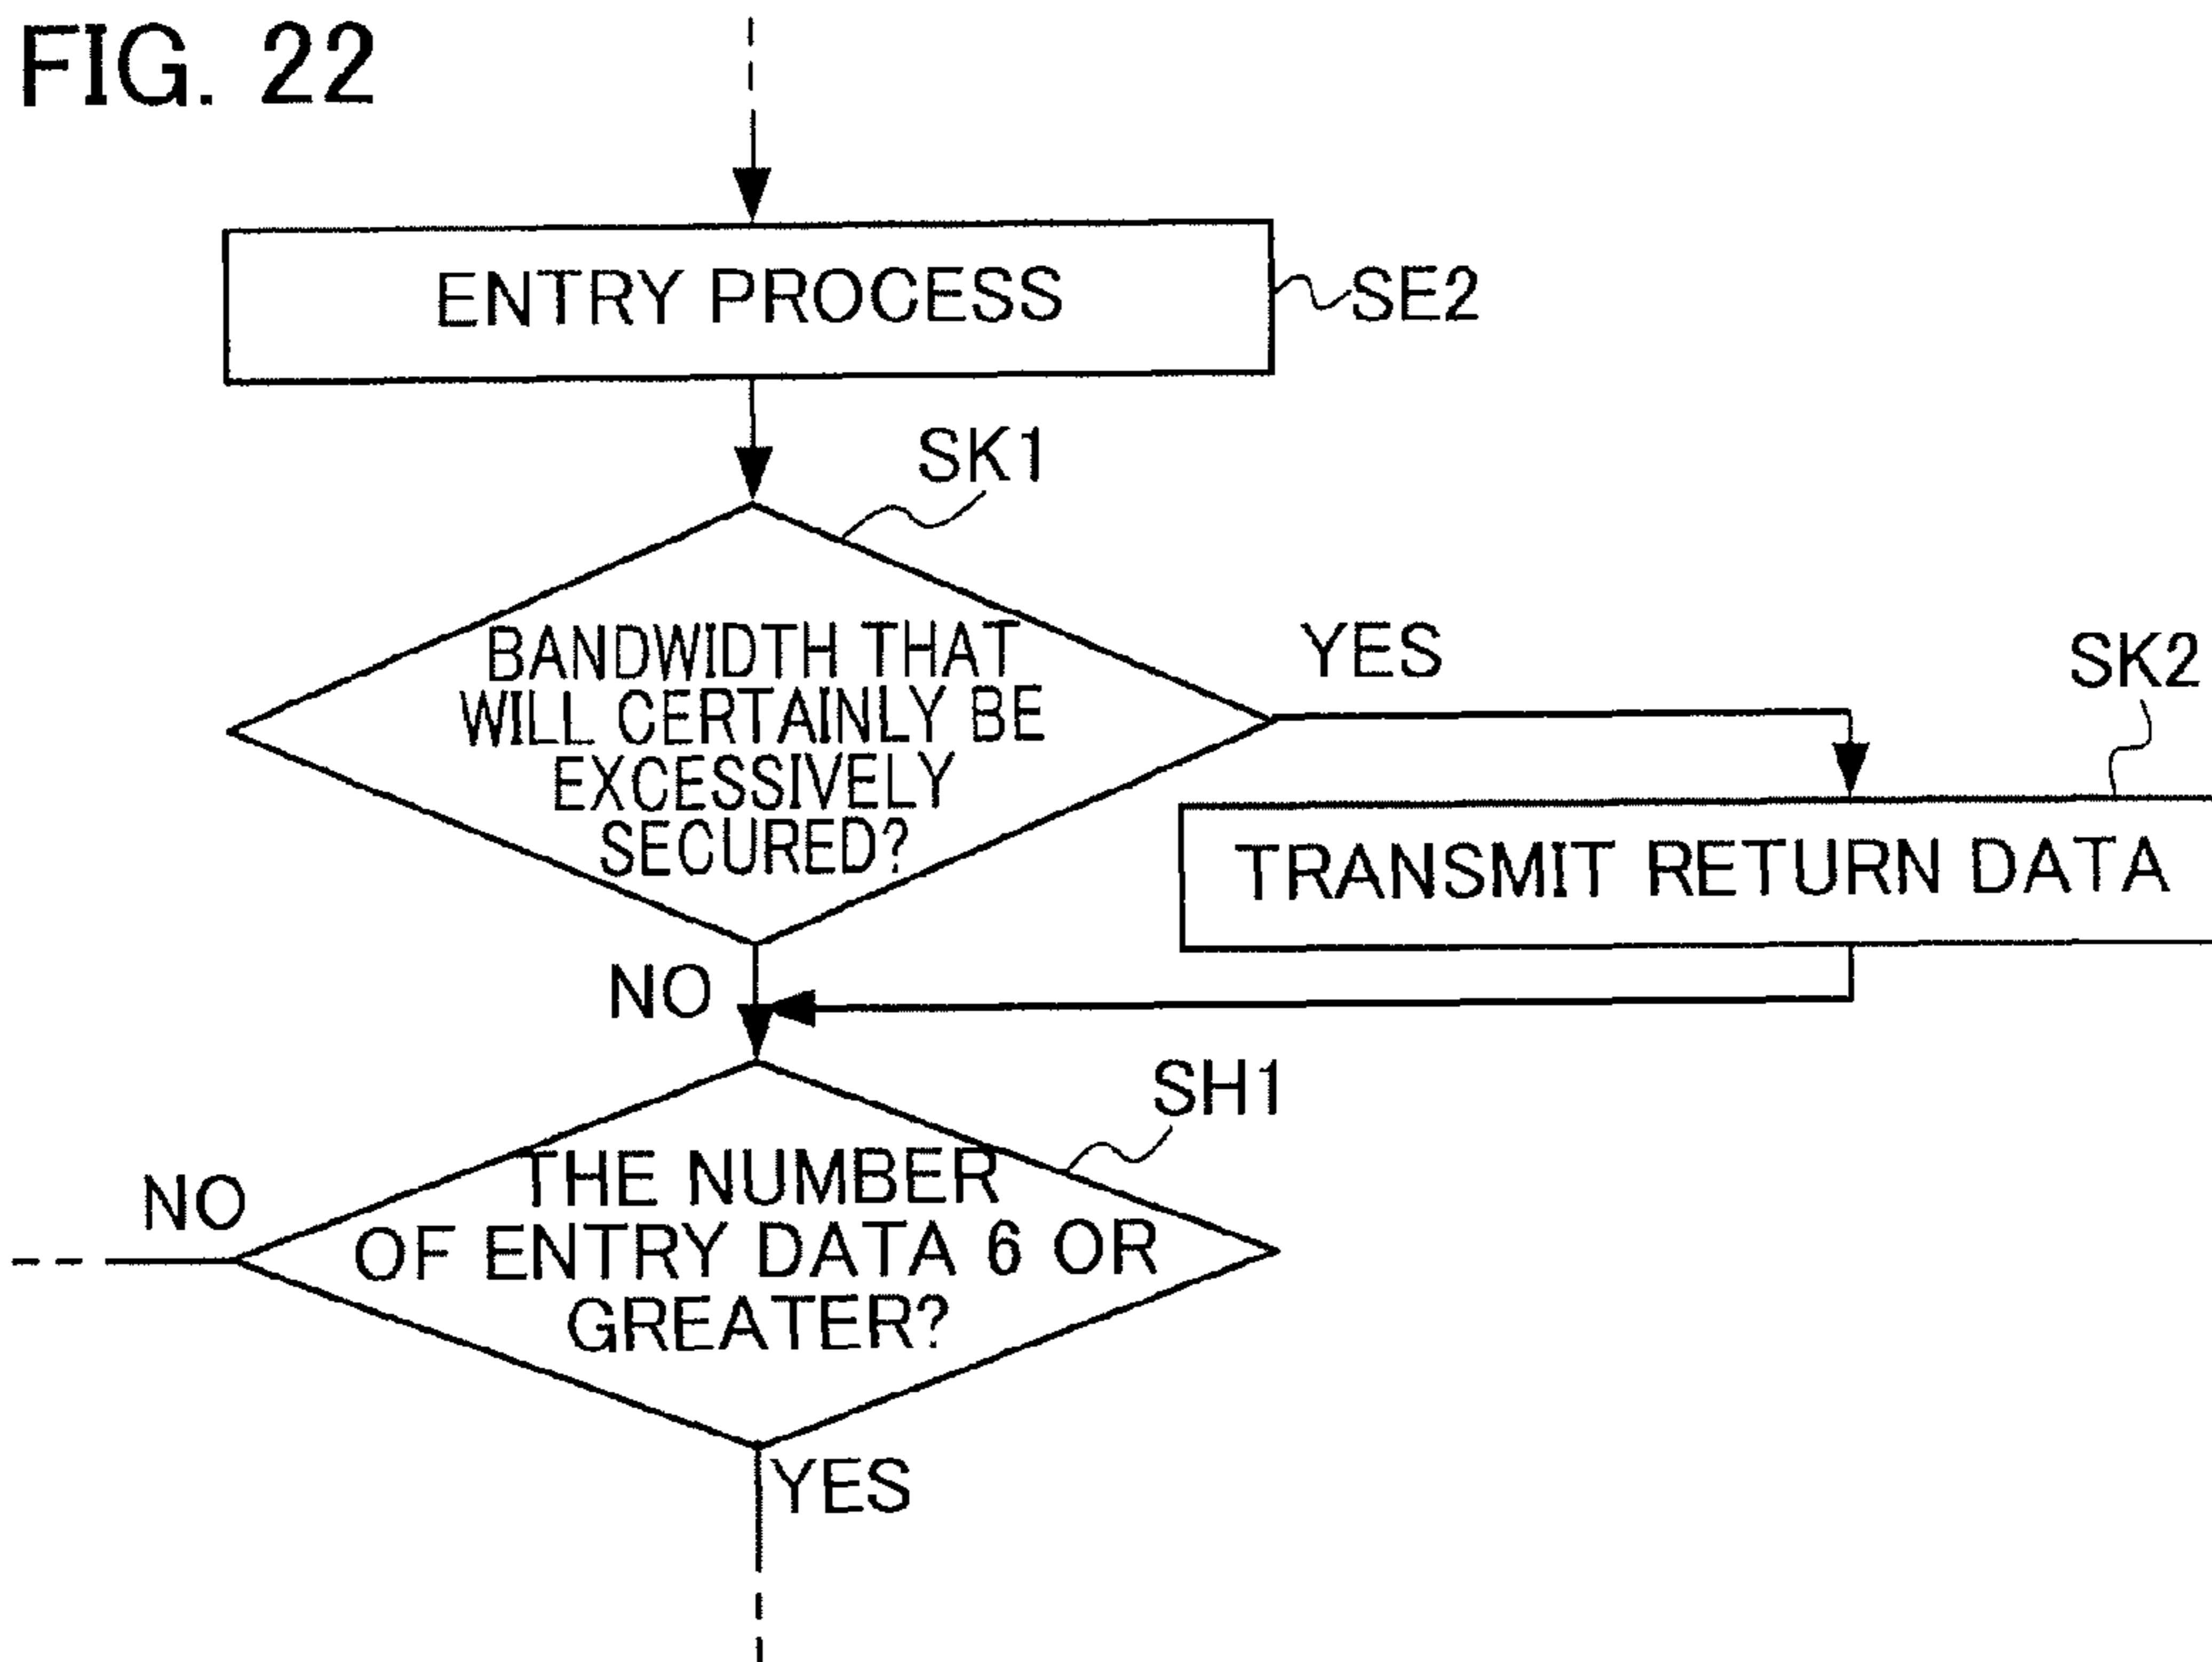 FIG. 22
ENTRY PROCESS
SE2
SK1
BANDWIDTH THAT
WILL CERTAINLY BE
EXCESSIVELY
SECURED?
YES
SK2
TRANSMIT RETURN DATA
NO
SH1
THE NUMBER
OF ENTRY DATA 6 OR
GREATER?
NO
YES